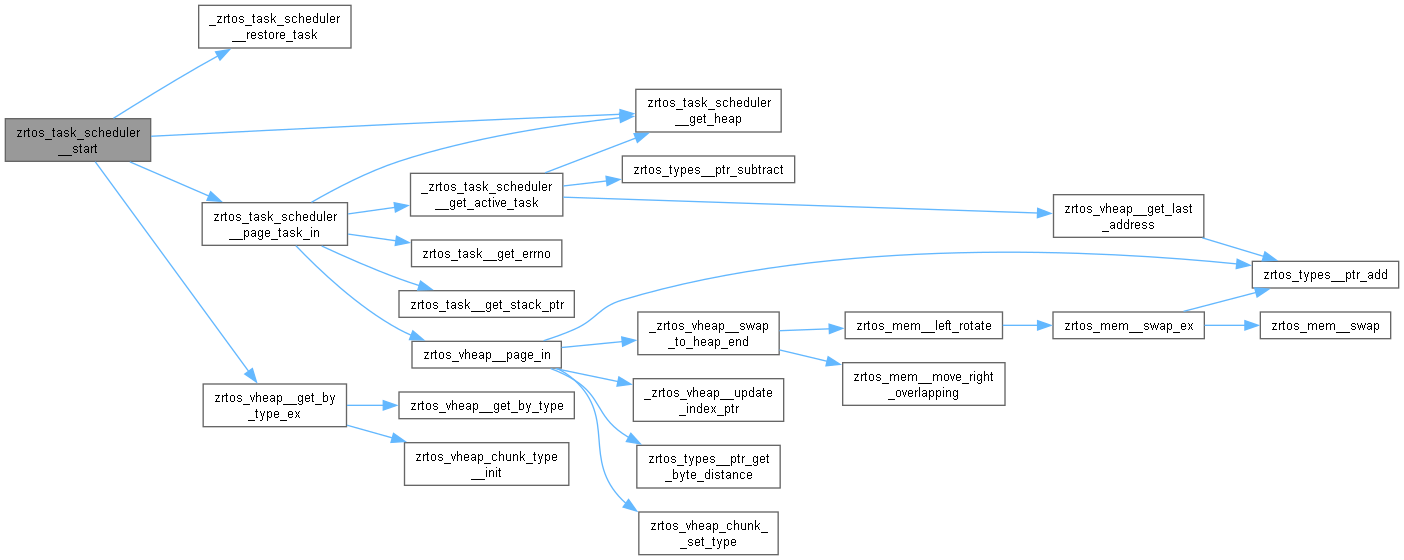 _zrtos_task_scheduler
__restore_task
zrtos_task_scheduler
__start
zrtos_task_scheduler
__get_heap
zrtos_types__ptr_subtract
_zrtos_task_scheduler
__get_active_task
zrtos_vheap__get_last
_address
zrtos_task_scheduler
__page_task_in
zrtos_task__get_errno
zrtos_types__ptr_add
zrtos_task__get_stack_ptr
_zrtos_vheap__swap
_to_heap_end
zrtos_mem__left_rotate
zrtos_mem__swap_ex
zrtos_mem__swap
zrtos_vheap__page_in
zrtos_mem__move_right
_overlapping
_zrtos_vheap__update
_index_ptr
zrtos_vheap__get_by
_type_ex
zrtos_vheap__get_by_type
zrtos_vheap_chunk_type
__init
zrtos_types__ptr_get
_byte_distance
zrtos_vheap_chunk_
_set_type